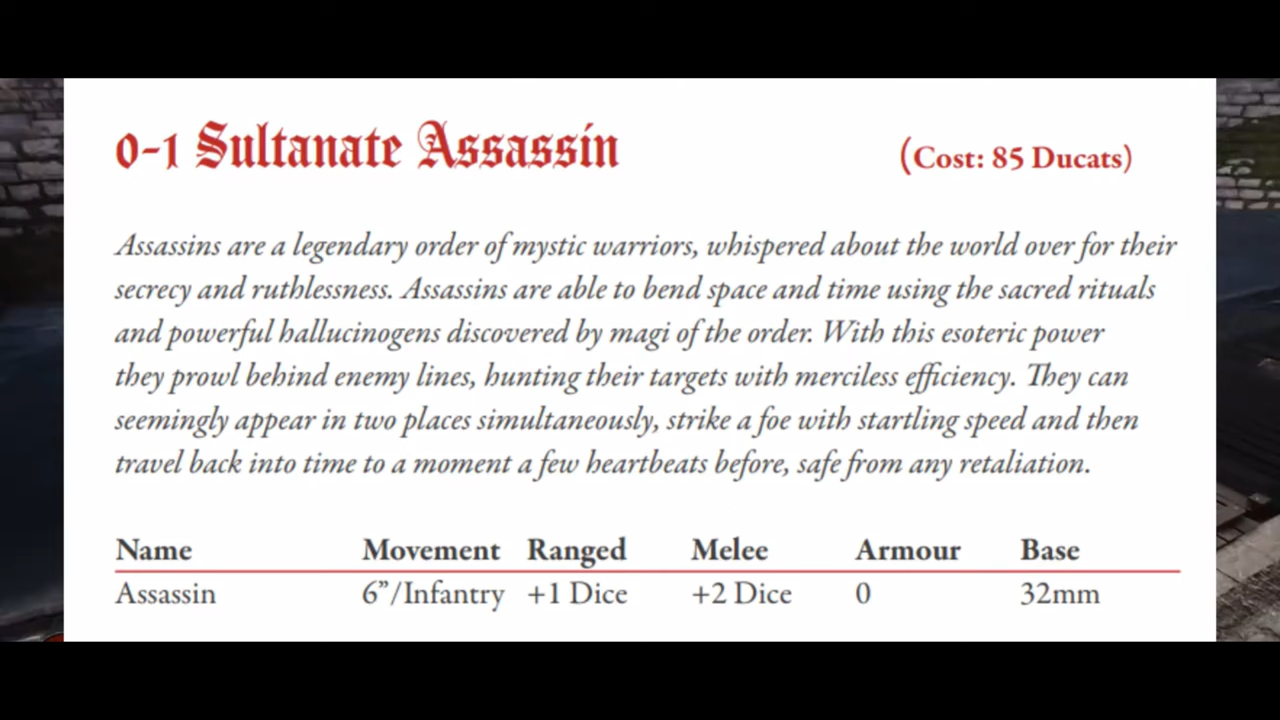 0-1 Sultanate Assassin (Cost: 85 Ducats)
Assassins are a legendary order of mystic warriors, whispered about the world over for their
secrecy and ruthlessness. Assassins are able to bend space and time using the sacred rituals
and powerful hallucinogens discovered by magi of the order. With this esoteric power
they prowl behind enemy lines, hunting their targets with merciless efficiency. They can
seemingly appear in two places simultaneously, strike a foe with startling speed and then
travel back into time to a moment a few heartbeats before, safe from any retaliation.
Name Movement Ranged Melee Armour Base
Assassin 6”/Infantry +1 Dice +2 Dice 0 32mm